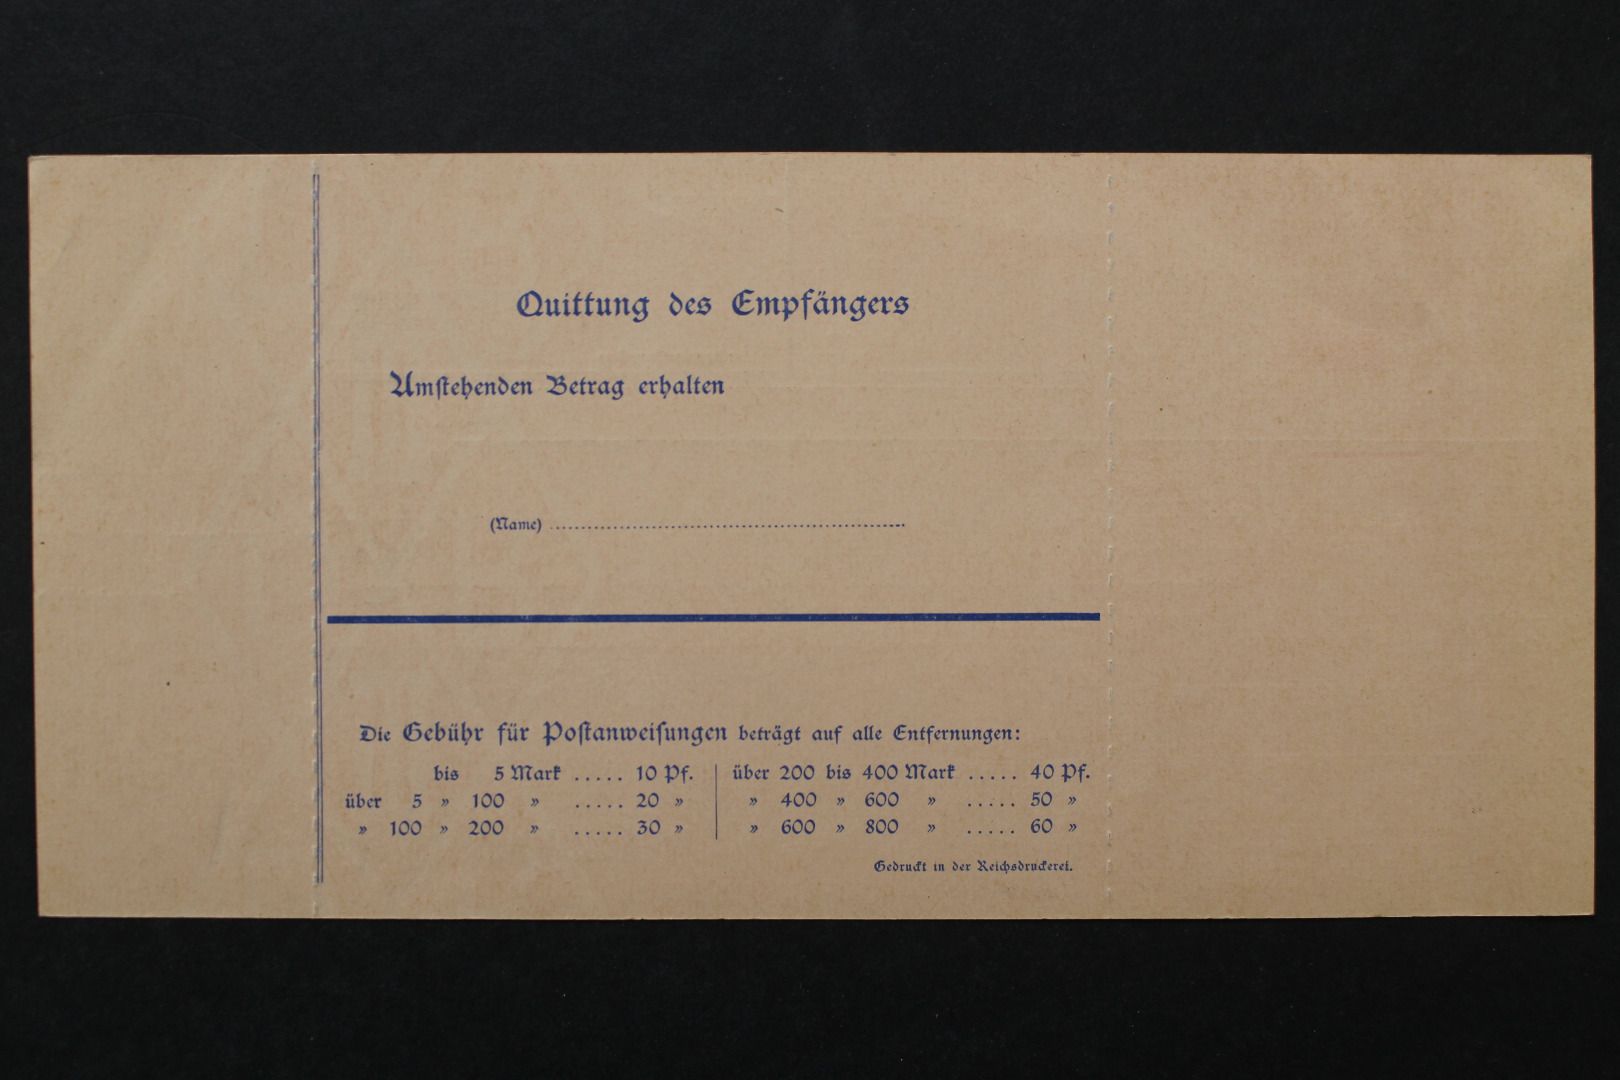 Quittung des Empfängers
Umstehenden Betrag erhalten
(Name) ........................................................
Die Gebühr für Postanweisungen beträgt auf alle Entfernungen:
bis 5 Mark ..... 10 Pf.
über 5 » 100 » ..... 20 »
» 100 » 200 » ..... 30 »
über 200 bis 400 Mark ..... 40 Pf.
» 400 » 600 » ..... 50 »
» 600 » 800 » ..... 60 »
Gedruckt in der Reichsdruckerei.